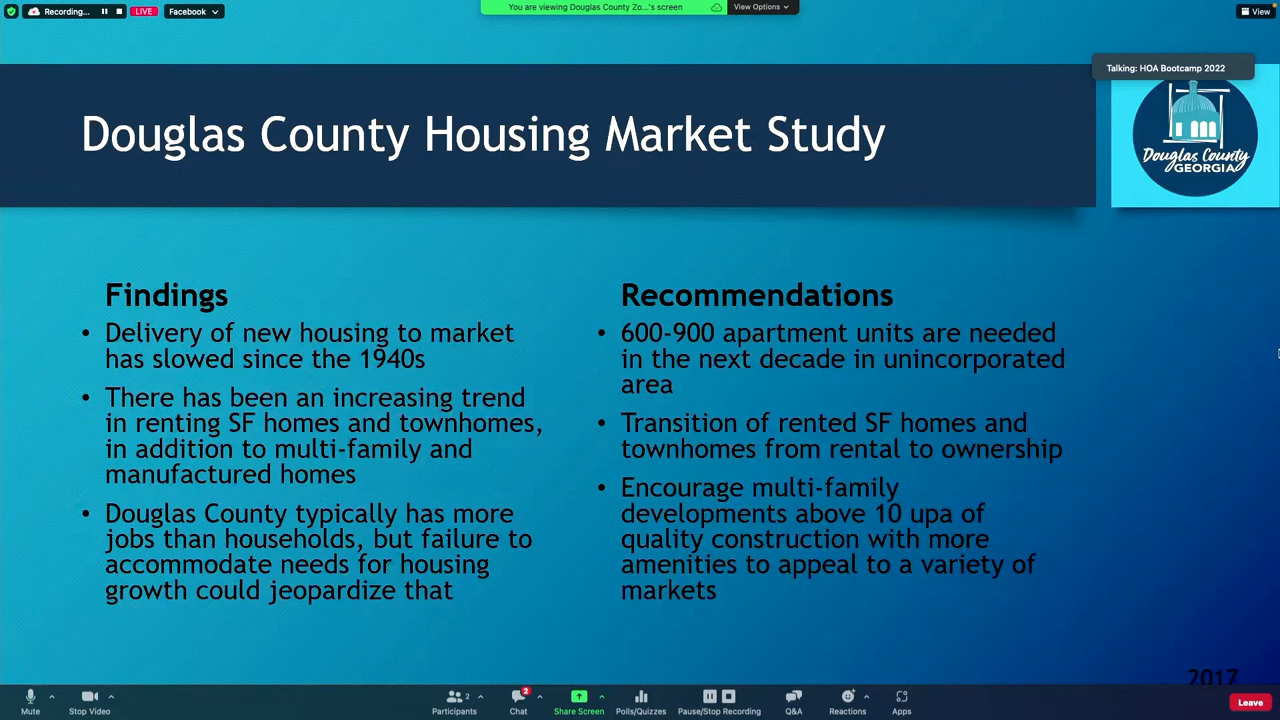 Recording...
LIVE
Facebook
You are viewing Douglas County Zo...'s screen
View Options
View
Talking: HOA Bootcamp 2022
Douglas County Housing Market Study
Douglas County
GEORGIA
Findings
• Delivery of new housing to market
has slowed since the 1940s
• There has been an increasing trend
in renting SF homes and townhomes,
in addition to multi-family and
manufactured homes
• Douglas County typically has more
jobs than households, but failure to
accommodate needs for housing
growth could jeopardize that
Recommendations
• 600-900 apartment units are needed
in the next decade in unincorporated
area
• Transition of rented SF homes and
townhomes from rental to ownership
• Encourage multi-family
developments above 10 upa of
quality construction with more
amenities to appeal to a variety of
markets
2017
Mute
Stop Video
Participants
2
Chat
2
Share Screen
Polls/Quizzes
Pause/Stop Recording
Q&A
Reactions
Apps
Leave